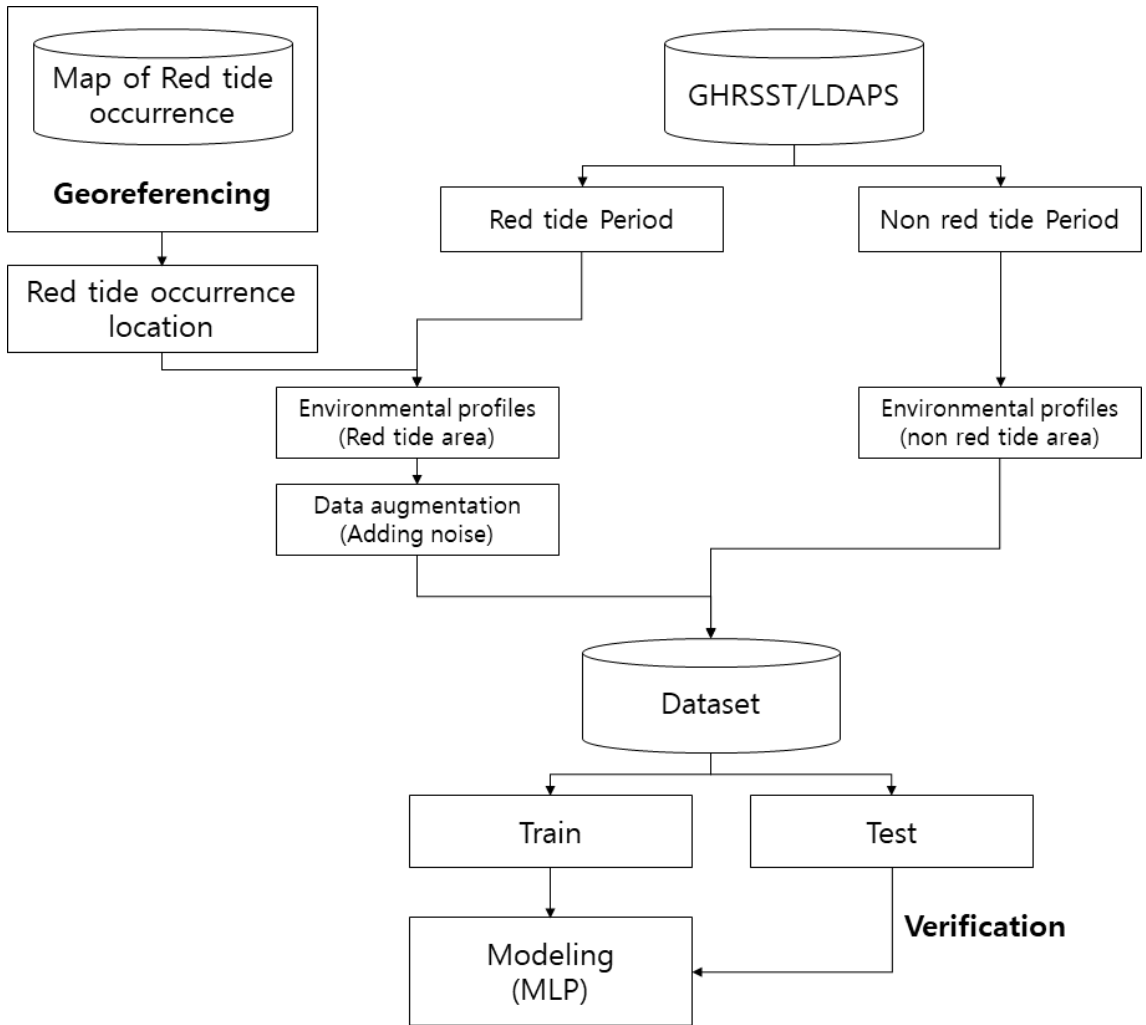 Map of Red tide
occurrence
Georeferencing
GHRSST/LDAPS
Red tide Period
Non red tide Period
Red tide occurrence
location
Environmental profiles
(Red tide area)
Environmental profiles
(non red tide area)
Data augmentation
(Adding noise)
Dataset
Train
Test
Verification
Modeling
(MLP)